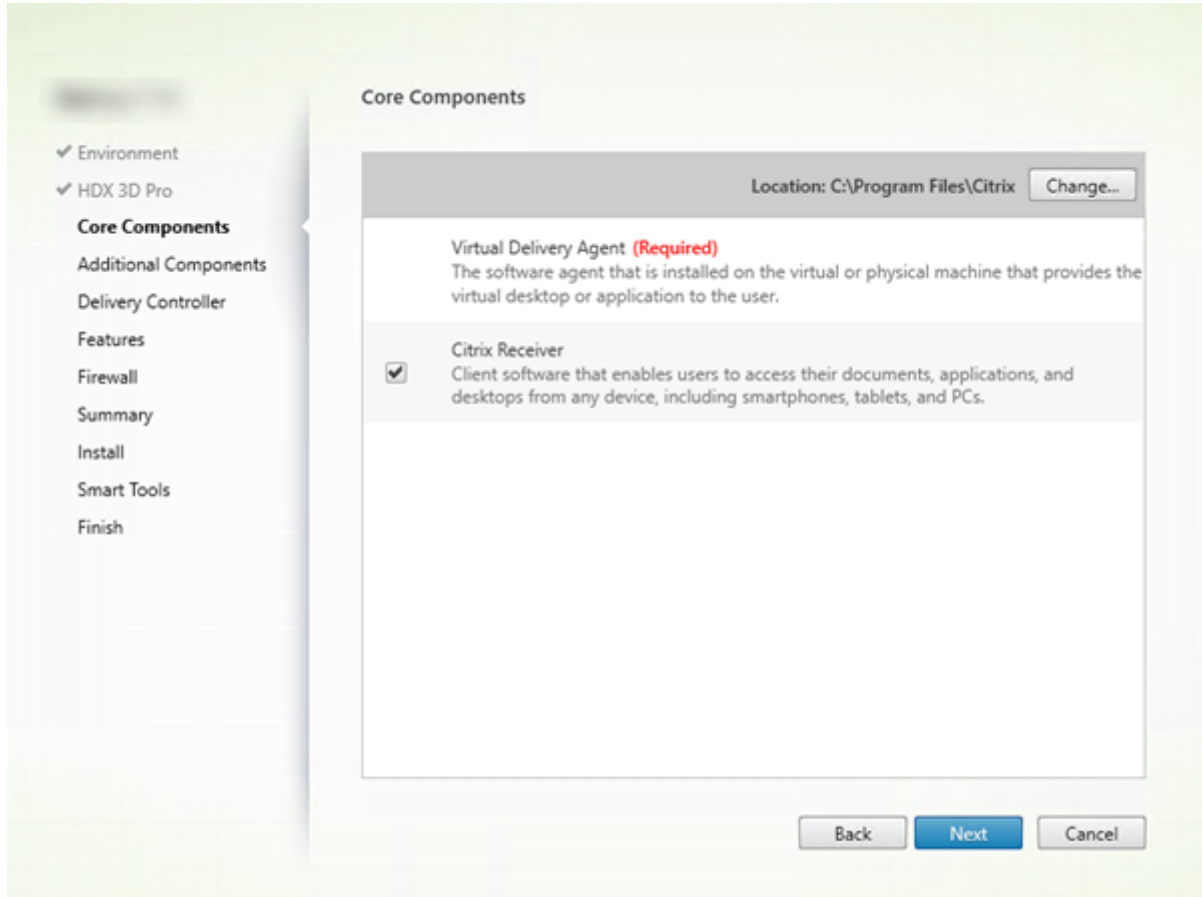 Core Components
Environment
HDX 3D Pro
Core Components
Additional Components
Delivery Controller
Features
Firewall
Summary
Install
Smart Tools
Finish
Location: C:\Program Files\Citrix
Change...
Virtual Delivery Agent (Required)
The software agent that is installed on the virtual or physical machine that provides the
virtual desktop or application to the user.
Citrix Receiver
Client software that enables users to access their documents, applications, and
desktops from any device, including smartphones, tablets, and PCs.
Back
Next
Cancel